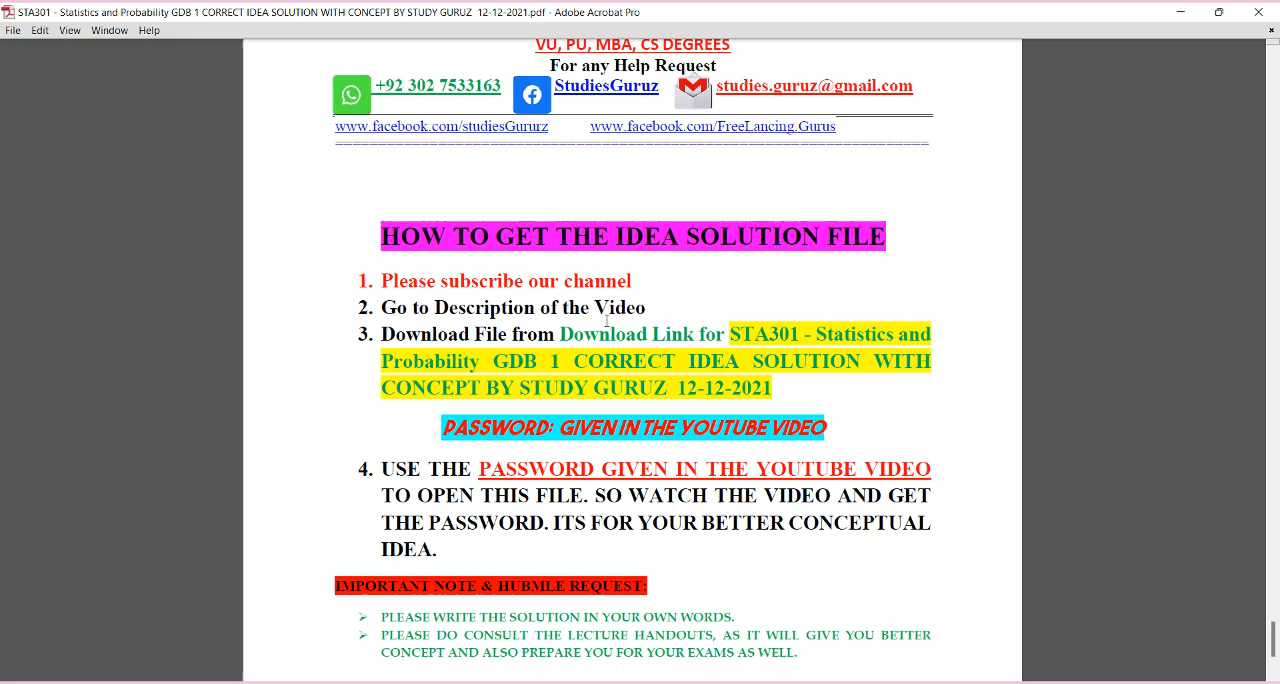 STA301 - Statistics and Probability GDB 1 CORRECT IDEA SOLUTION WITH CONCEPT BY STUDY GURUZ  12-12-2021.pdf - Adobe Acrobat Pro
File Edit View Window Help
VU, PU, MBA, CS DEGREES
For any Help Request
+92 302 7533163 StudiesGuruz studies.guruz@gmail.com
www.facebook.com/studiesGururz www.facebook.com/FreeLancing.Gurus
HOW TO GET THE IDEA SOLUTION FILE
1. Please subscribe our channel
2. Go to Description of the Video
3. Download File from Download Link for STA301 - Statistics and
Probability GDB 1 CORRECT IDEA SOLUTION WITH
CONCEPT BY STUDY GURUZ 12-12-2021
PASSWORD: GIVEN IN THE YOUTUBE VIDEO
4. USE THE PASSWORD GIVEN IN THE YOUTUBE VIDEO
TO OPEN THIS FILE. SO WATCH THE VIDEO AND GET
THE PASSWORD. ITS FOR YOUR BETTER CONCEPTUAL
IDEA.
IMPORTANT NOTE & HUBMLE REQUEST:
➢ PLEASE WRITE THE SOLUTION IN YOUR OWN WORDS.
➢ PLEASE DO CONSULT THE LECTURE HANDOUTS, AS IT WILL GIVE YOU BETTER
CONCEPT AND ALSO PREPARE YOU FOR YOUR EXAMS AS WELL.